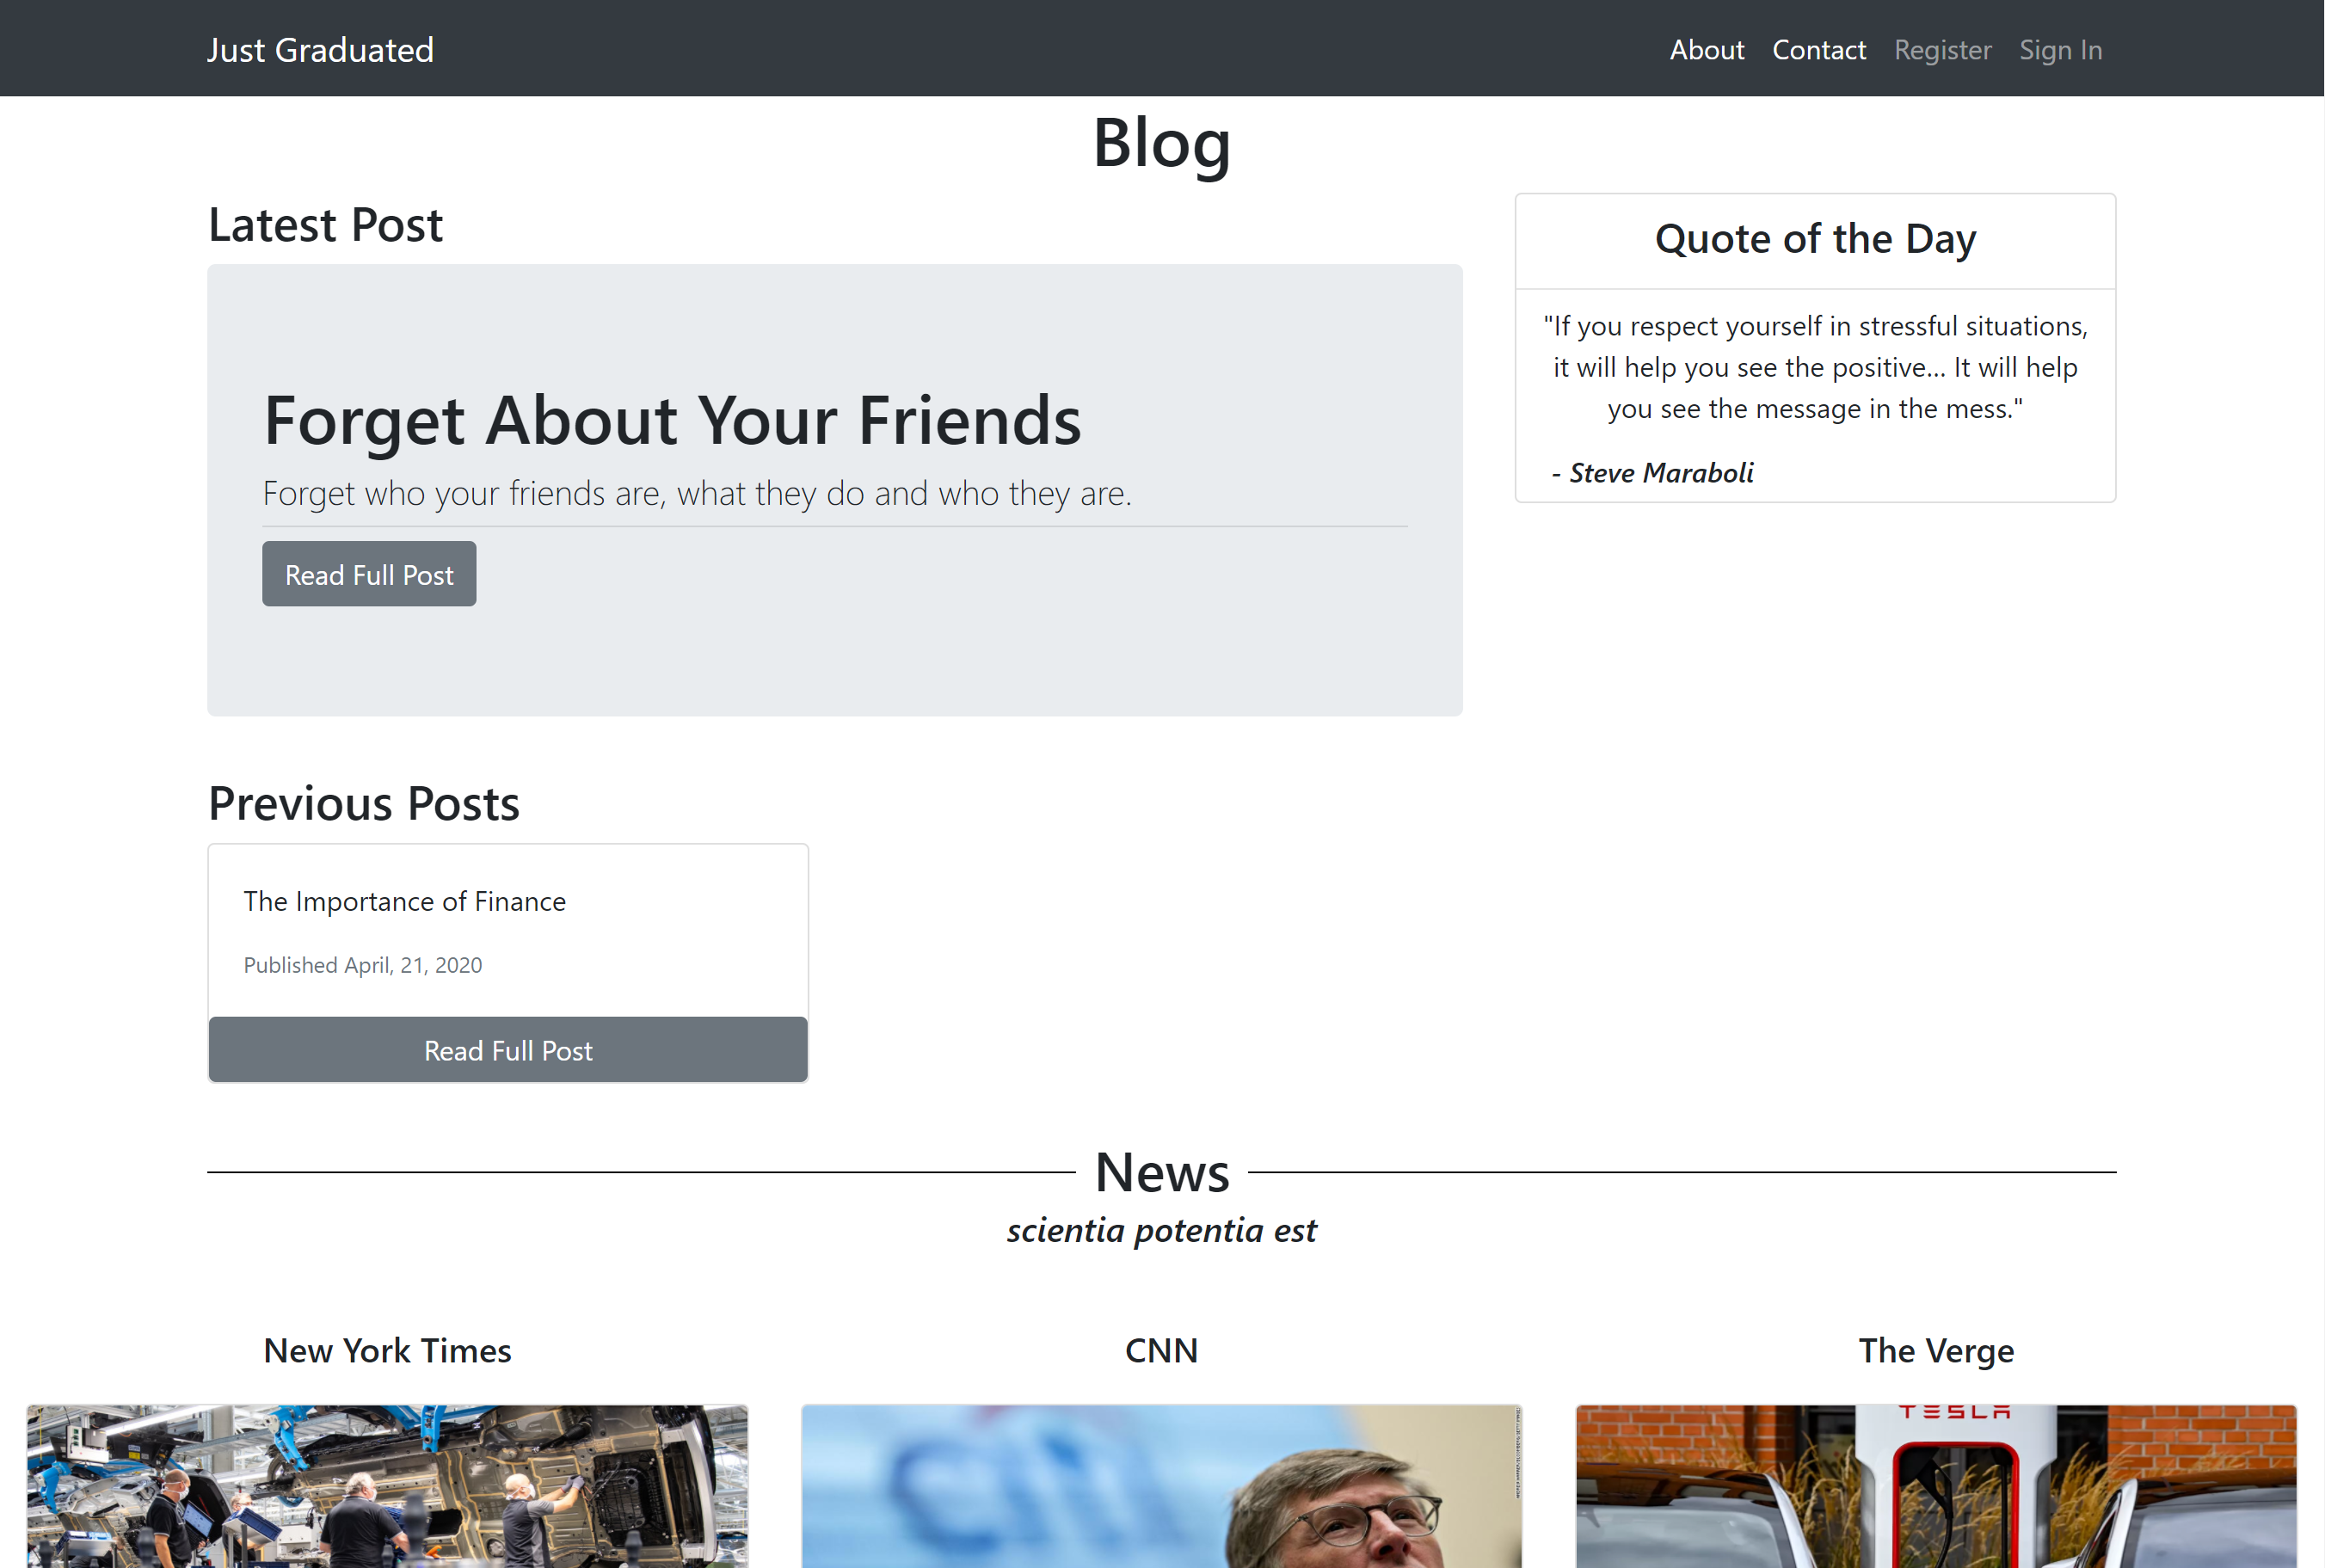 Just Graduated
About Contact Register Sign In
Blog
Latest Post
Forget About Your Friends
Forget who your friends are, what they do and who they are.
Read Full Post
Quote of the Day
"If you respect yourself in stressful situations,
it will help you see the positive... It will help
you see the message in the mess."
- Steve Maraboli
Previous Posts
The Importance of Finance
Published April, 21, 2020
Read Full Post
News
scientia potentia est
New York Times
CNN
The Verge
TESLA